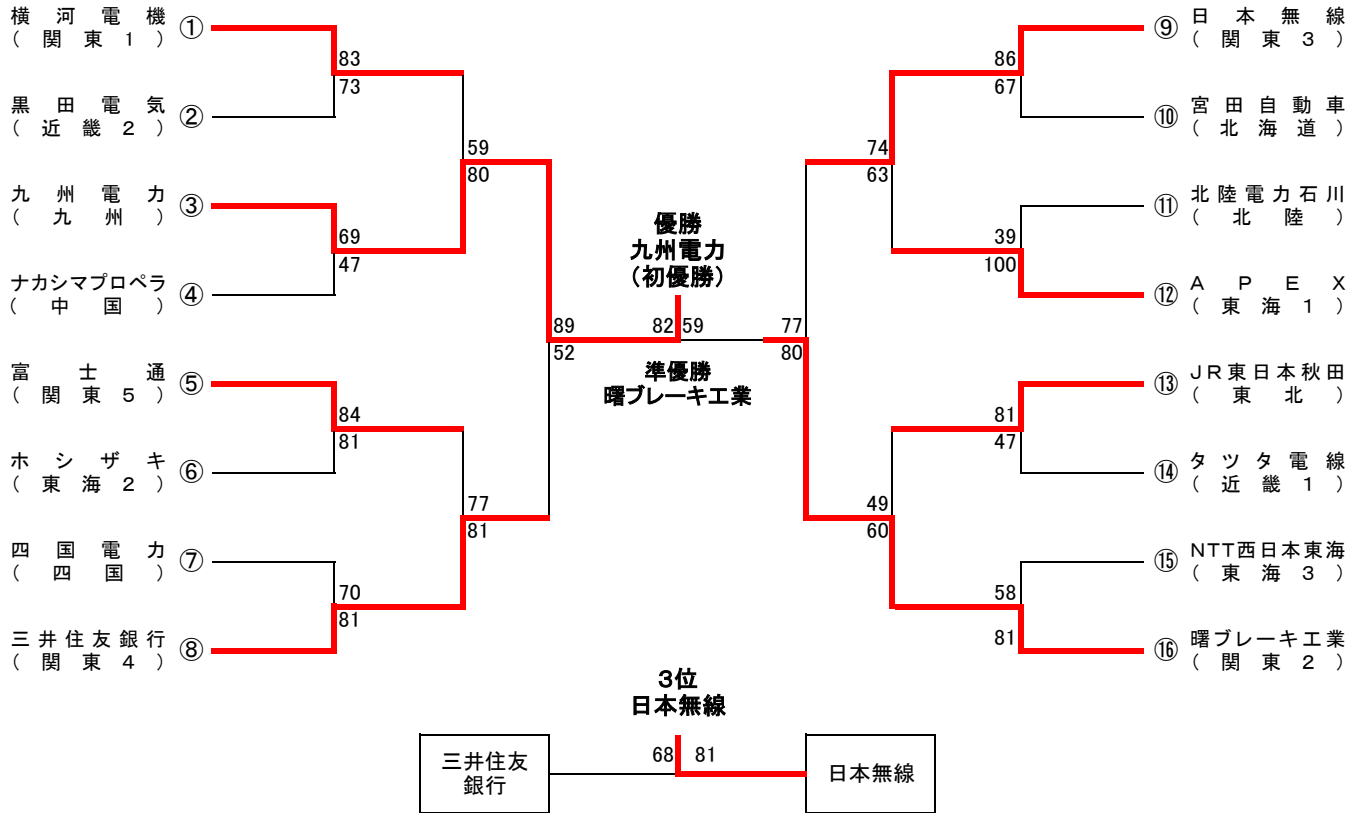 横河電機
(関東1)
①
83
73
黒田電気
(近畿2)
②
59
80
九州電力
(九州)
③
69
47
ナカシマプロペラ
(中国)
④
89
52
富士通
(関東5)
⑤
84
81
ホシザキ
(東海2)
⑥
77
81
四国電力
(四国)
⑦
70
81
三井住友銀行
(関東4)
⑧
優勝
九州電力
(初優勝)
82 59
準優勝
曙ブレーキ工業
⑨
日本無線
(関東3)
86
67
⑩
宮田自動車
(北海道)
74
63
⑪
北陸電力石川
(北陸)
39
100
⑫
APEX
(東海1)
77
80
⑬
JR東日本秋田
(東北)
81
47
⑭
タツタ電線
(近畿1)
49
60
⑮
NTT西日本東海
(東海3)
58
81
⑯
曙ブレーキ工業
(関東2)
3位
日本無線
三井住友
銀行
68 81
日本無線